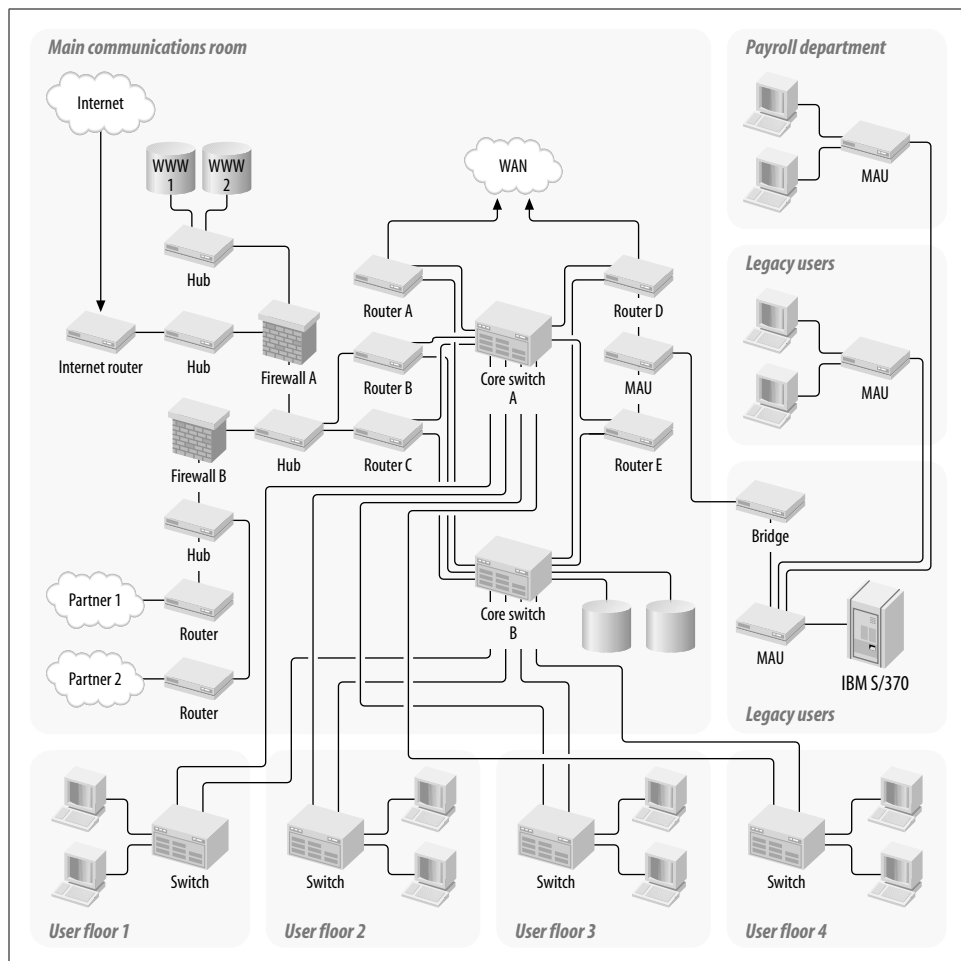 Main communications room
Payroll department
Internet
WWW
1
WWW
2
WAN
MAU
Hub
Router A
Router D
Legacy users
Internet router
Hub
Firewall A
Router B
Core switch
A
MAU
MAU
Firewall B
Hub
Router C
Router E
Hub
Bridge
Partner 1
Router
Core switch
B
MAU
IBM S/370
Partner 2
Router
Legacy users
Switch
Switch
Switch
Switch
User floor 1
User floor 2
User floor 3
User floor 4